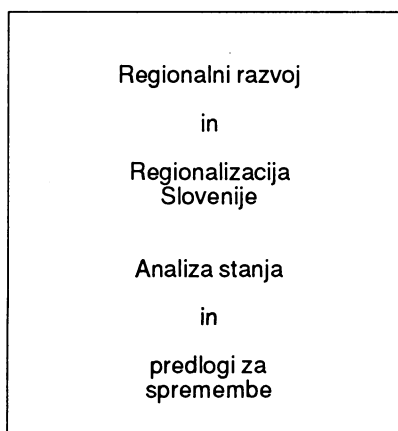 Regionalni razvoj
in
Regionalizacija
Slovenije
Analiza stanja
in
predlogi za
spremembe